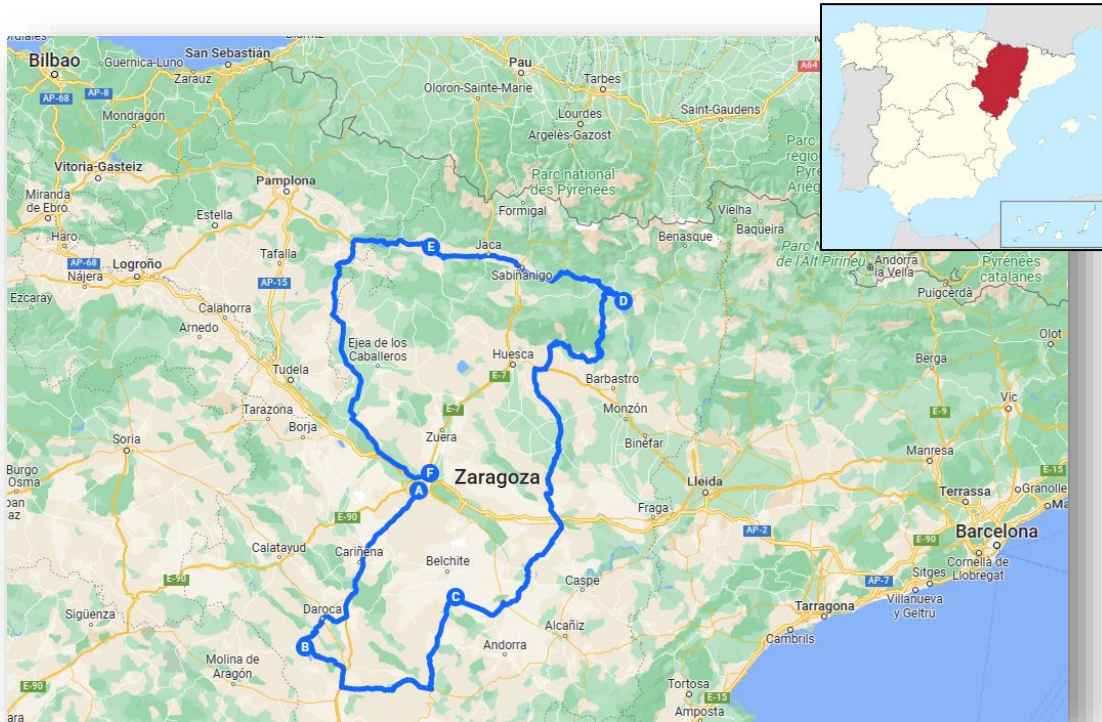 Bilbao
Guernica-Luno
San Sebastián
Zarauz
AP-68
AP-8
Mondragón
Vitoria-Gasteiz
Miranda
de Ebro
Haro
AP-68
Nájera
Logroño
Ezcaray
Arnedo
Calahorra
Estella
Pamplona
Tafalla
AP-15
Tudela
Tarazona
Borja
Soria
Burgo
Osma
Pau
Oloron-Sainte-Marie
Tarbes
Lourdes
Argelès-Gazost
Saint-Gaudens
A64
Parc national
des Pyrénées
Formigal
Vielha
Baqueira
Benasque
de l'Alt Pirineu
Andorra
la Vella
Pyrénées
catalanes
Puigcerdà
Olot
Berga
Vic
E-9
Manresa
E-15
Terrassa
Barcelona
Cornellà de
Llobregat
Sitges
Villanueva
y Geltrú
AP-7
E-90
Tarragona
Cambrils
Tortosa
E-15
Amposta
E
Jaca
Sabiñánigo
D
Ejea de los
Caballeros
Huesca
E-7
Barbastro
Monzón
Binéfar
E-7
Zuera
F
A
Zaragoza
Lleida
Fraga
AP-2
E-90
Calatayud
Cariñena
Belchite
Caspe
C
Daroca
B
Andorra
Alcañiz
E-90
Sigüenza
Molina de
Aragón
E-90